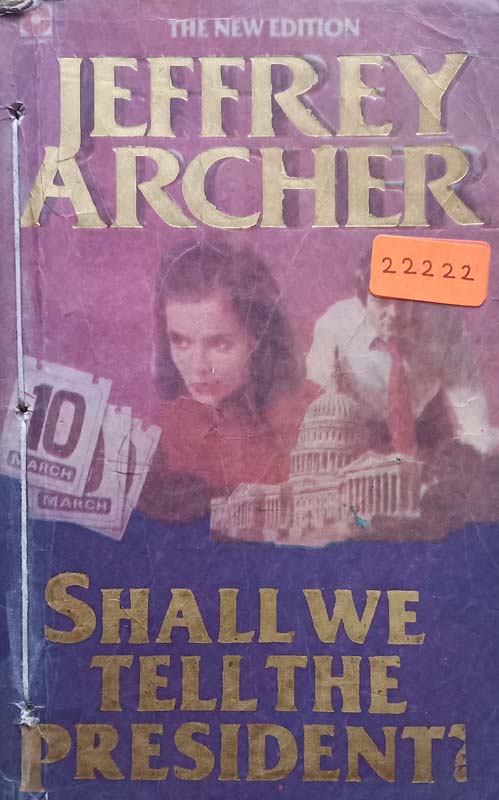 THE NEW EDITION
JEFFREY
ARCHER
22222
10
MARCH
MARCH
SHALL WE
TELL THE
PRESIDENT?